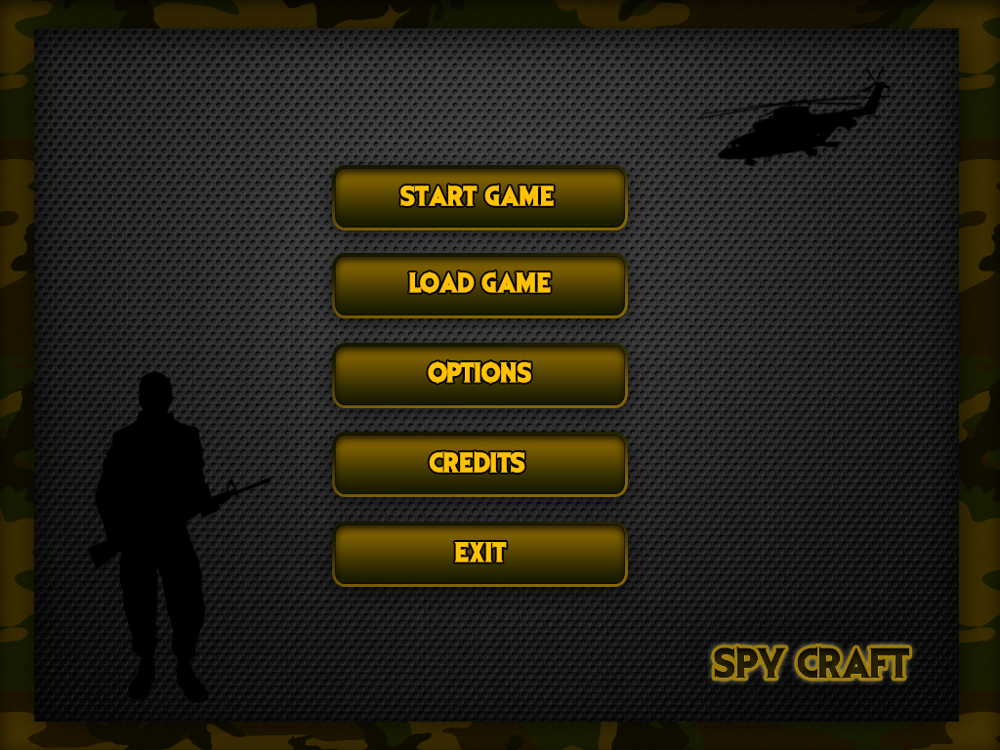 START GAME
LOAD GAME
OPTIONS
CREDITS
EXIT
SPY CRAFT